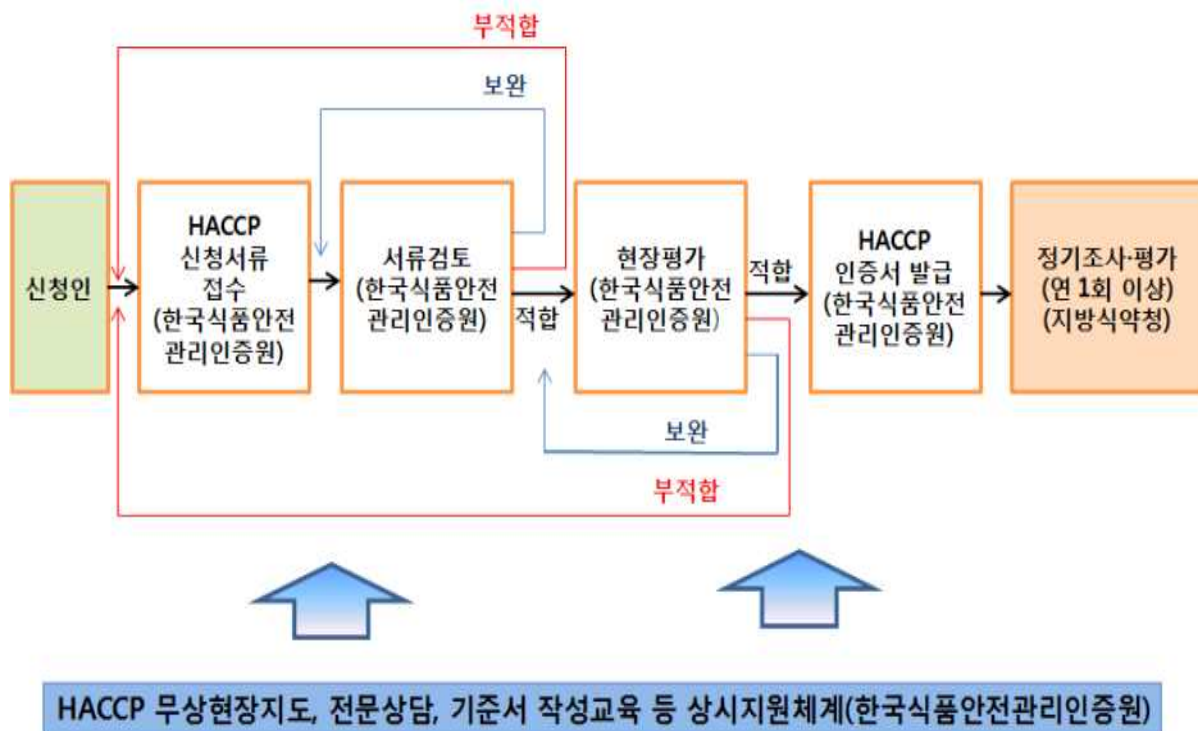 부적합
보완
신청인
HACCP
신청서류
접수
(한국식품안전
관리인증원)
서류검토
(한국식품안전
관리인증원)
적합
현장평가
(한국식품안전
관리인증원)
적합
HACCP
인증서 발급
(한국식품안전
관리인증원)
정기조사·평가
(연 1회 이상)
(지방식약청)
보완
부적합
HACCP 무상현장지도, 전문상담, 기준서 작성교육 등 상시지원체계(한국식품안전관리인증원)